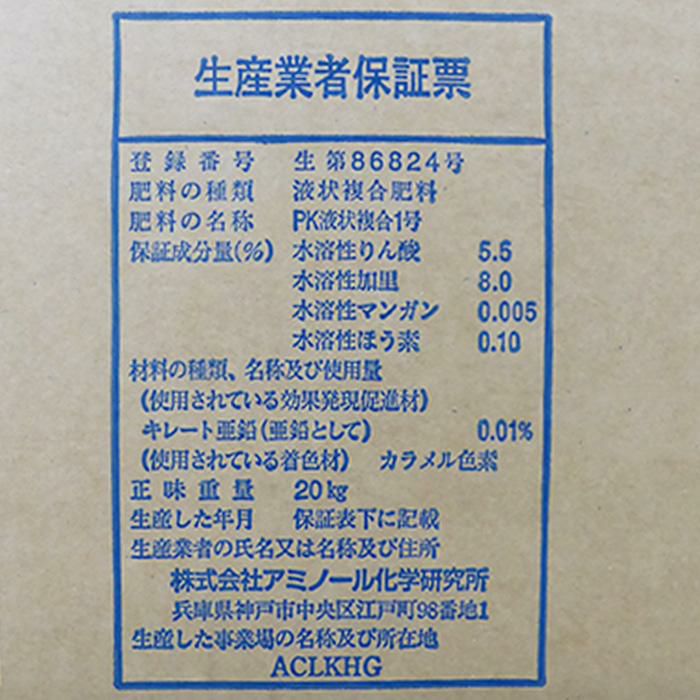 生産業者保証票
登録番号 生第86824号
肥料の種類 液状複合肥料
肥料の名称 PK液状複合1号
保証成分量(%) 水溶性りん酸 5.5
水溶性加里 8.0
水溶性マンガン 0.005
水溶性ほう素 0.10
材料の種類、名称及び使用量
(使用されている効果発現促進材)
キレート亜鉛(亜鉛として) 0.01%
(使用されている着色材) カラメル色素
正味重量 20kg
生産した年月 保証表下に記載
生産業者の氏名又は名称及び住所
株式会社アミノール化学研究所
兵庫県神戸市中央区江戸町98番地1
生産した事業場の名称及び所在地
ACLKHG